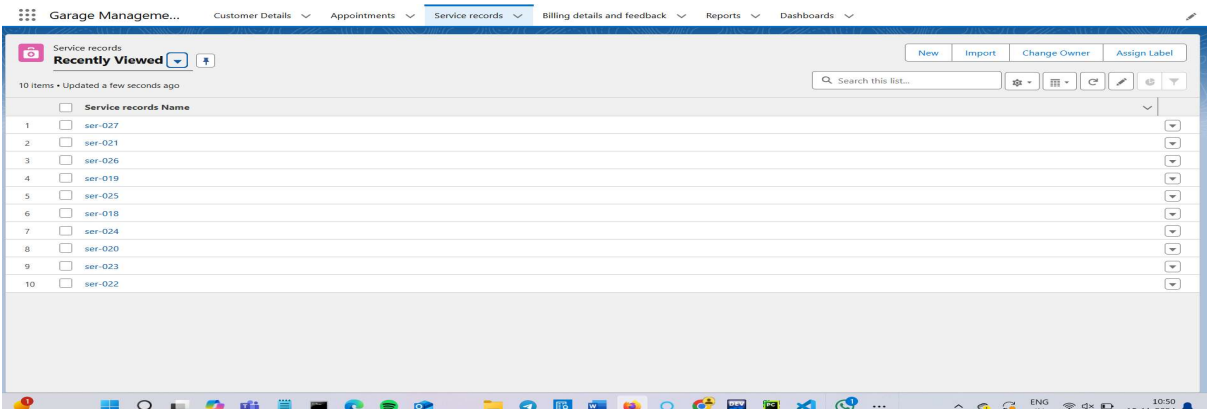 Garage Manageme... Customer Details Appointments Service records Billing details and feedback Reports Dashboards
Service records
Recently Viewed
New Import Change Owner Assign Label
10 items • Updated a few seconds ago
Search this list...
Service records Name
1 ser-027
2 ser-021
3 ser-026
4 ser-019
5 ser-025
6 ser-018
7 ser-024
8 ser-020
9 ser-023
10 ser-022
1
ENG 10:50